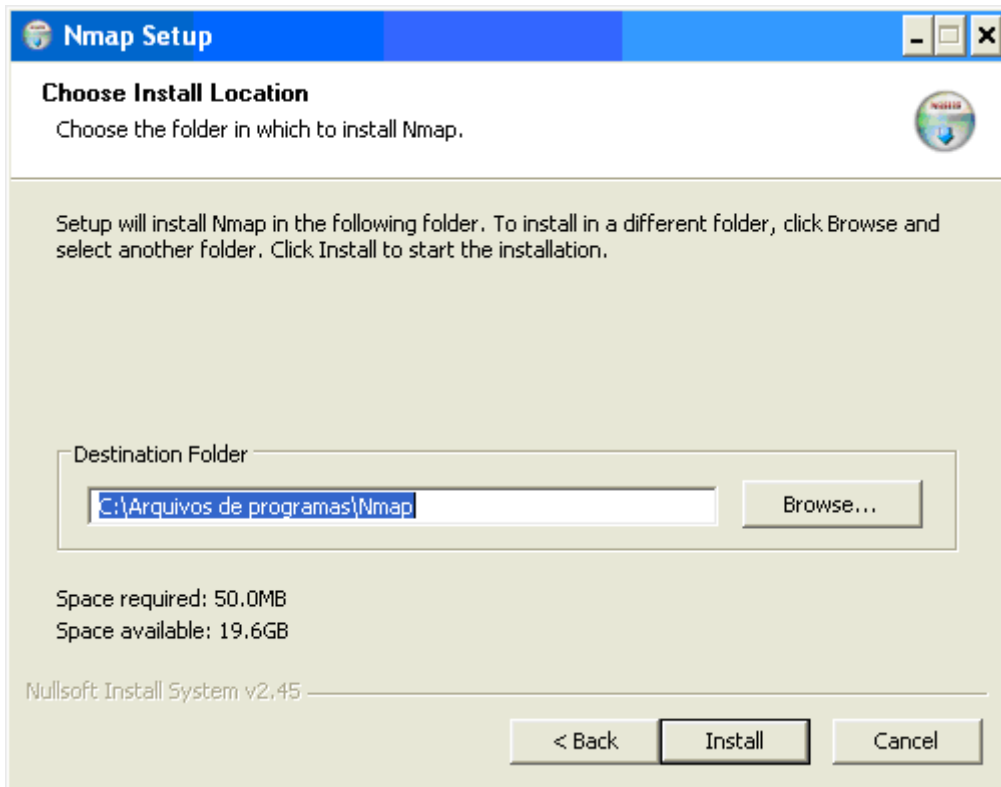 Nmap Setup
Choose Install Location
Choose the folder in which to install Nmap.
Setup will install Nmap in the following folder. To install in a different folder, click Browse and
select another folder. Click Install to start the installation.
Destination Folder
C:\Arquivos de programas\Nmap
Browse...
Space required: 50.0MB
Space available: 19.6GB
Nullsoft Install System v2.45
< Back
Install
Cancel